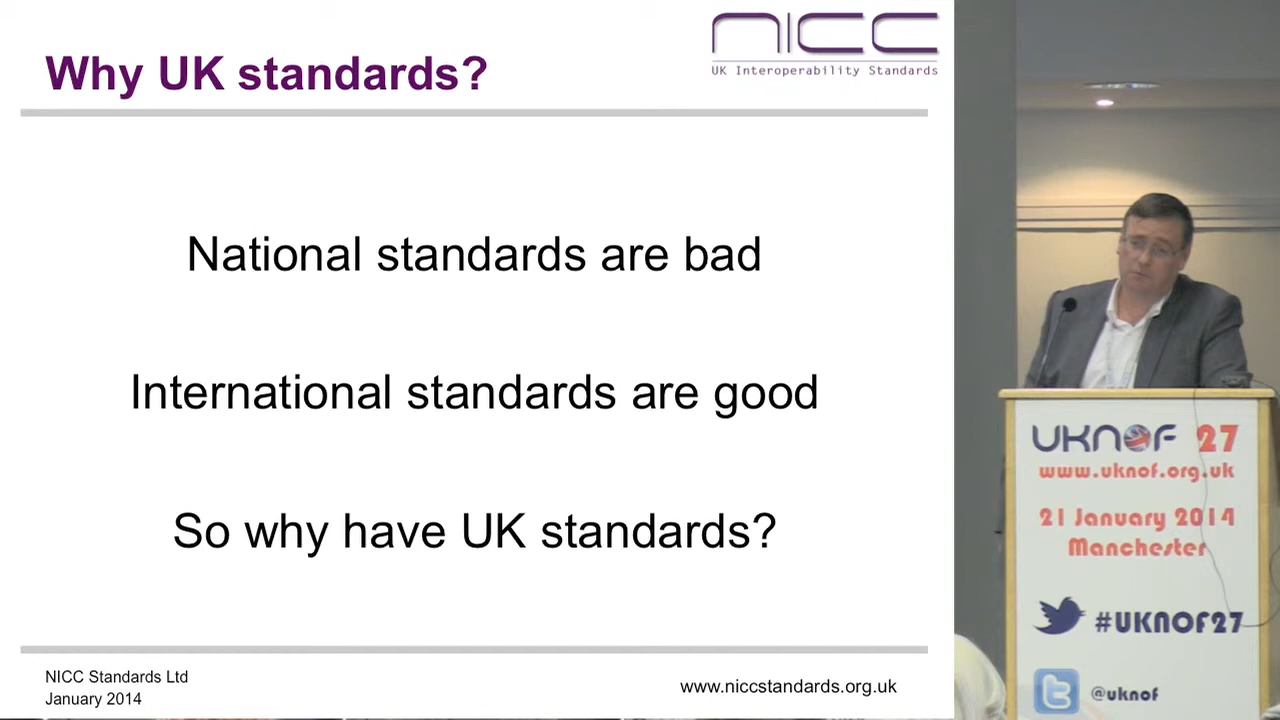 Why UK standards?
nicc
UK Interoperability Standards
National standards are bad
International standards are good
So why have UK standards?
NICC Standards Ltd
January 2014
www.niccstandards.org.uk
UKNOF 27
www.uknof.org.uk
21 January 2014
Manchester
#UKNOF27
@uknof